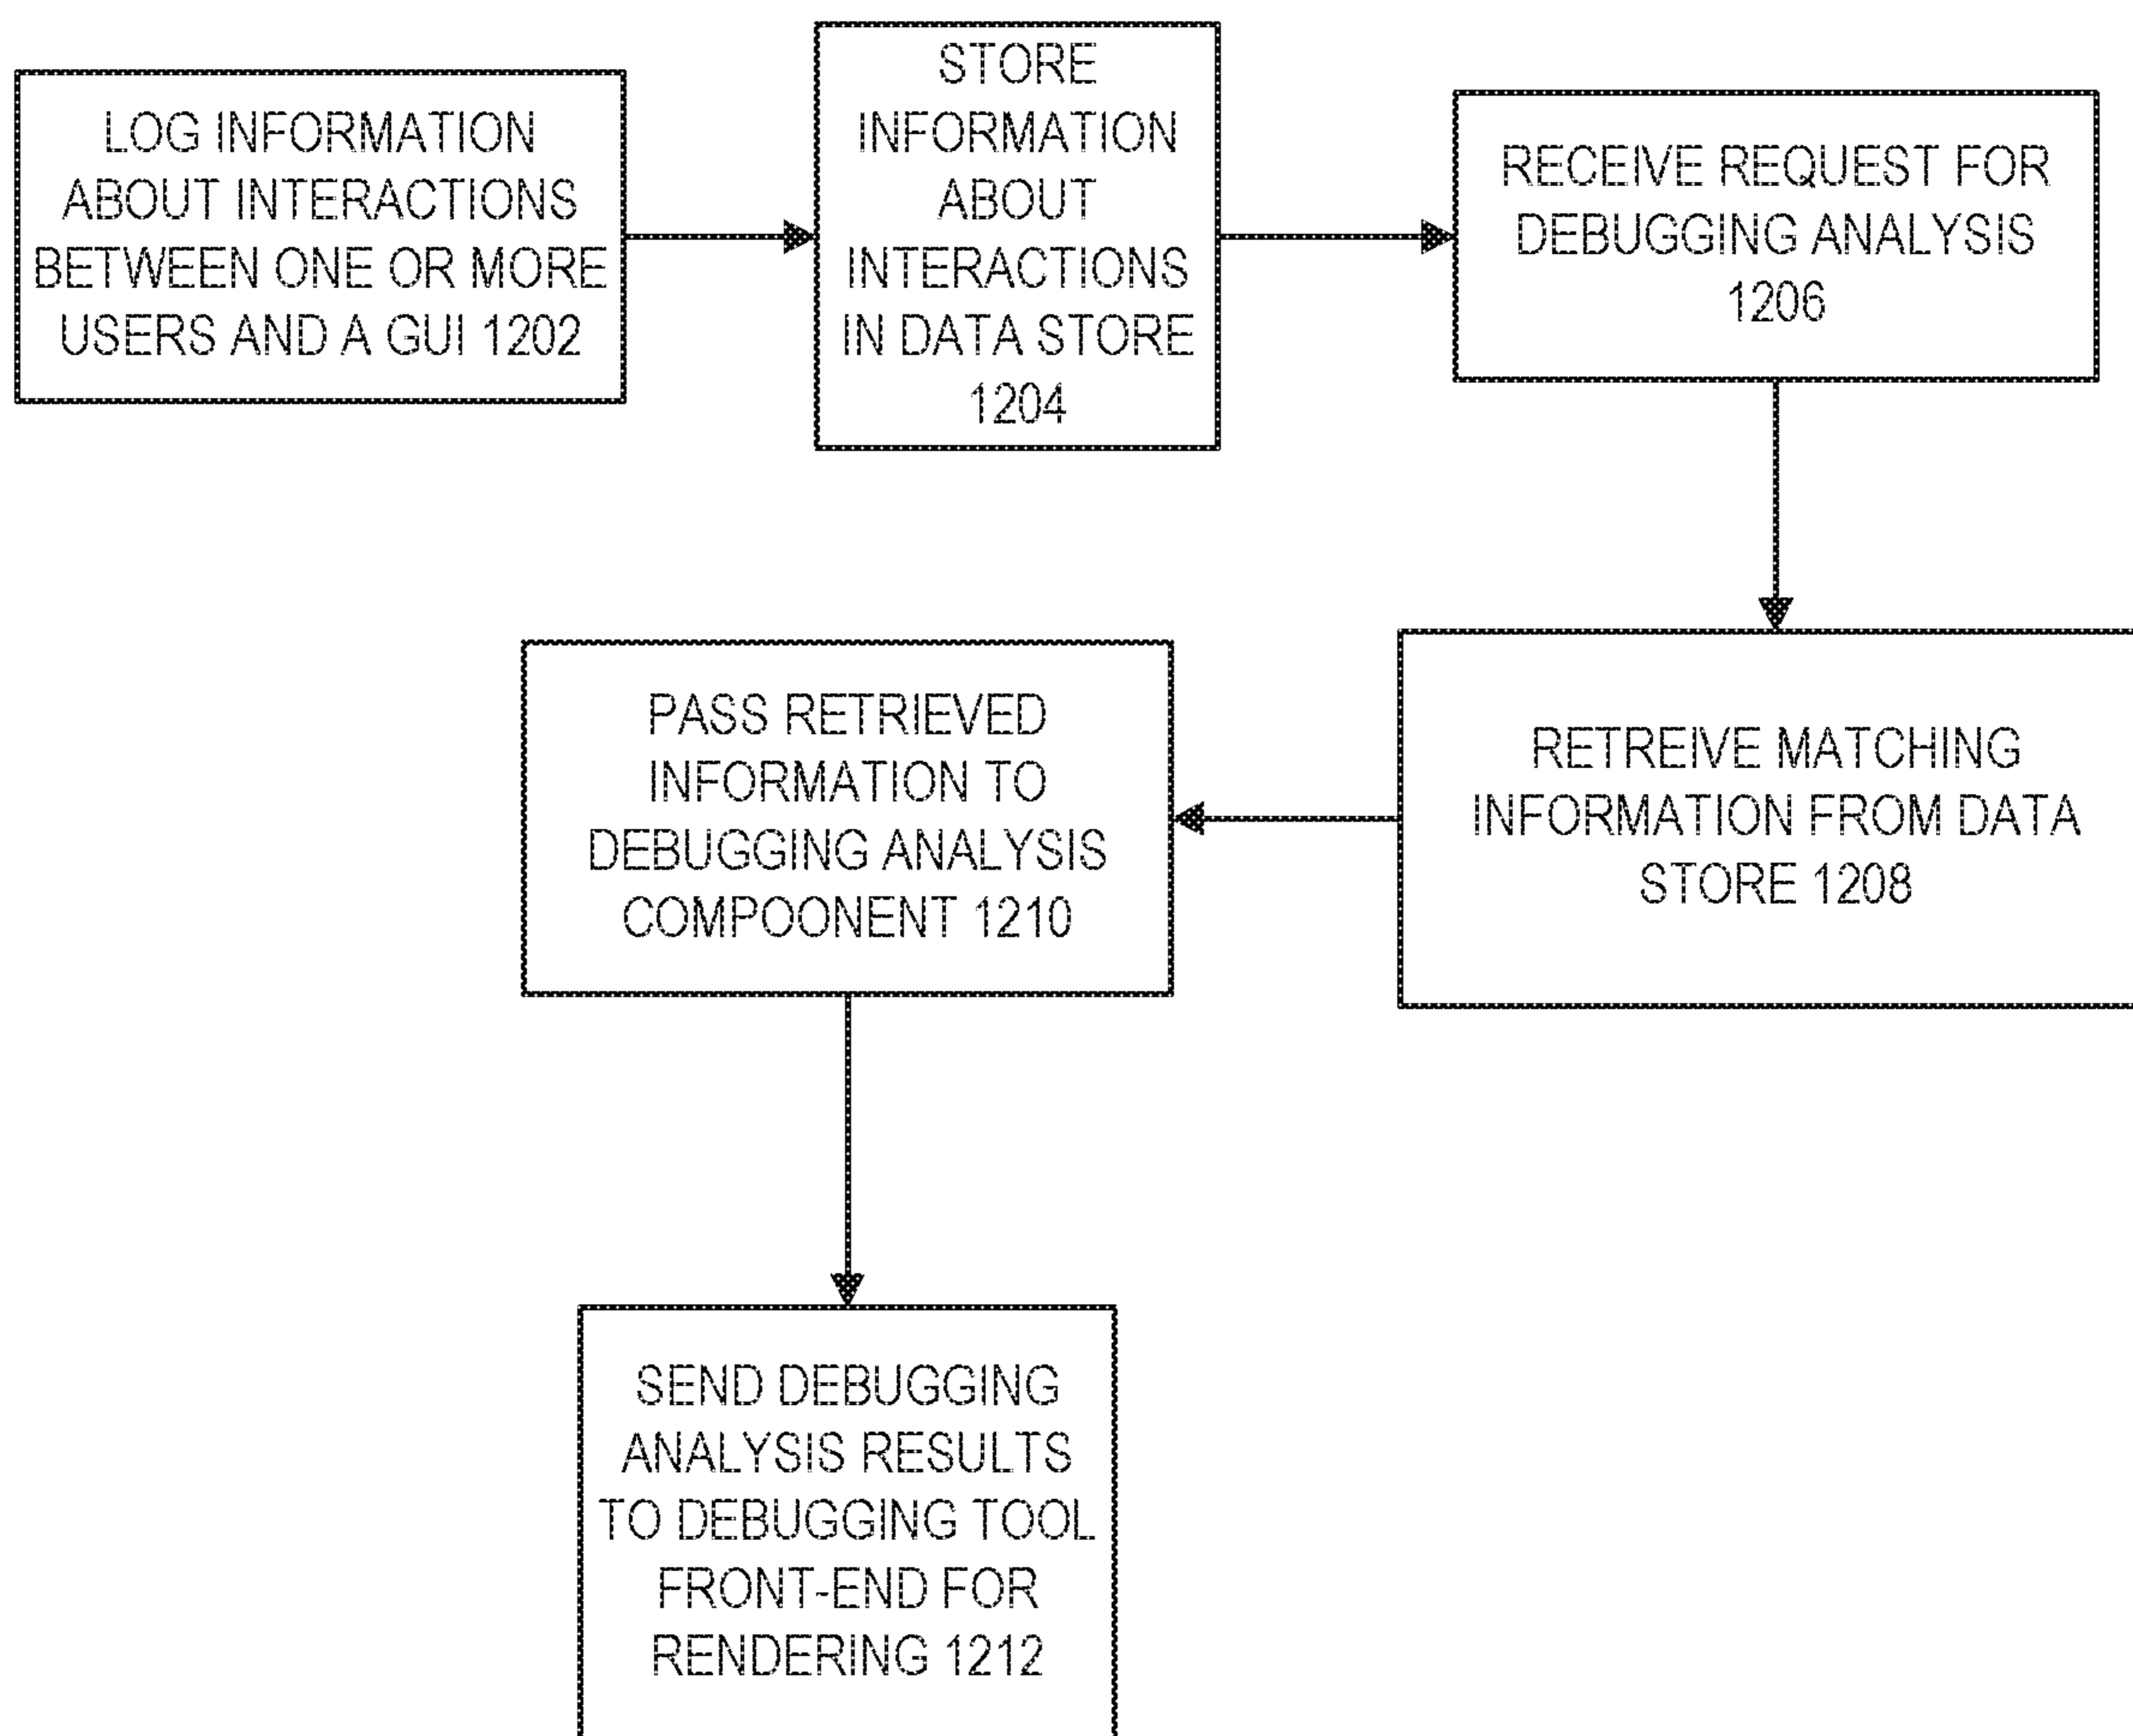 LOG INFORMATION
ABOUT INTERACTIONS
BETWEEN ONE OR MORE
USERS AND A GUI 1202
STORE
INFORMATION
ABOUT
INTERACTIONS
IN DATA STORE
1204
RECEIVE REQUEST FOR
DEBUGGING ANALYSIS
1206
RETREIVE MATCHING
INFORMATION FROM DATA
STORE 1208
PASS RETRIEVED
INFORMATION TO
DEBUGGING ANALYSIS
COMPOONENT 1210
SEND DEBUGGING
ANALYSIS RESULTS
TO DEBUGGING TOOL
FRONT-END FOR
RENDERING 1212